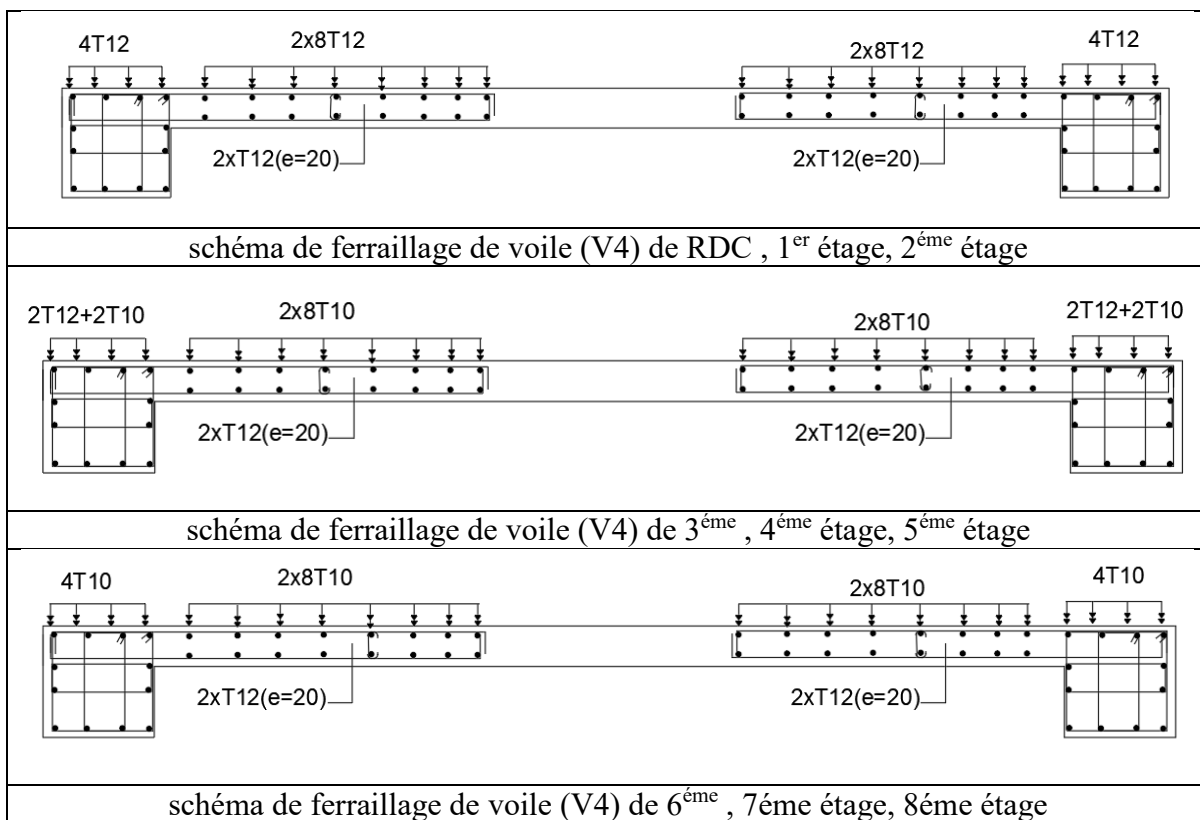 4T12 2x8T12 2x8T12 4T12
2xT12(e=20) 2xT12(e=20)
schéma de ferraillage de voile (V4) de RDC , 1er étage, 2éme étage
2T12+2T10 2x8T10 2x8T10 2T12+2T10
2xT12(e=20) 2xT12(e=20)
schéma de ferraillage de voile (V4) de 3éme , 4éme étage, 5éme étage
4T10 2x8T10 2x8T10 4T10
2xT12(e=20) 2xT12(e=20)
schéma de ferraillage de voile (V4) de 6éme , 7éme étage, 8éme étage